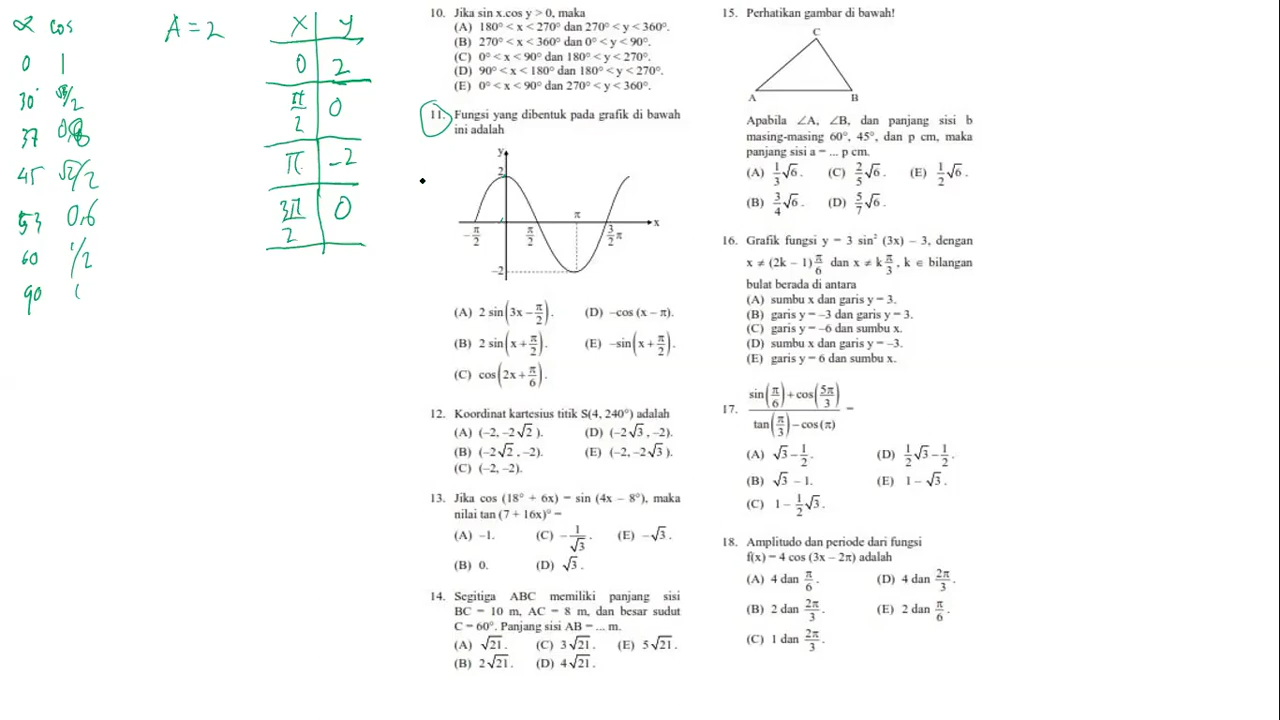 ∝ cos
0 1
30° √3/2
37 0,8
45 √2/2
53 0,6
60 1/2
90
A = 2
x y
0 2
π/2 0
π -2
3π/2 0
10. Jika sin x.cos y > 0, maka
(A) 180° < x < 270° dan 270° < y < 360°.
(B) 270° < x < 360° dan 0° < y < 90°.
(C) 0° < x < 90° dan 180° < y < 270°.
(D) 90° < x < 180° dan 180° < y < 270°.
(E) 0° < x < 90° dan 270° < y < 360°.
11. Fungsi yang dibentuk pada grafik di bawah
ini adalah
y
2
π
x
-π/2 π/2 3/2 π
-2
(A) 2 sin(3x – π/2). (D) –cos (x – π).
(B) 2 sin(x + π/2). (E) –sin(x + π/2).
(C) cos(2x + π/6).
12. Koordinat kartesius titik S(4, 240°) adalah
(A) (–2, –2√2 ). (D) (–2√3 , –2).
(B) (–2√2 , –2). (E) (–2, –2√3 ).
(C) (–2, –2).
13. Jika cos (18° + 6x) = sin (4x – 8°), maka
nilai tan (7 + 16x)° =
(A) –1. (C) –1/√3. (E) –√3 .
(B) 0. (D) √3 .
14. Segitiga ABC memiliki panjang sisi
BC = 10 m, AC = 8 m, dan besar sudut
C = 60°. Panjang sisi AB = ... m.
(A) √21 . (C) 3√21 . (E) 5√21 .
(B) 2√21 . (D) 4√21 .
15. Perhatikan gambar di bawah!
C
A B
Apabila ∠A, ∠B, dan panjang sisi b
masing-masing 60°, 45°, dan p cm, maka
panjang sisi a = ... p cm.
(A) 1/3 √6 . (C) 2/5 √6 . (E) 1/2 √6 .
(B) 3/4 √6 . (D) 5/7 √6 .
16. Grafik fungsi y = 3 sin² (3x) – 3, dengan
x ≠ (2k – 1) π/6 dan x ≠ k π/3 , k ∈ bilangan
bulat berada di antara
(A) sumbu x dan garis y = 3.
(B) garis y = –3 dan garis y = 3.
(C) garis y = –6 dan sumbu x.
(D) sumbu x dan garis y = –3.
(E) garis y = 6 dan sumbu x.
17. (sin(π/6) + cos(5π/3)) / (tan(π/3) – cos(π)) =
(A) √3 – 1/2 . (D) 1/2 √3 – 1/2 .
(B) √3 – 1. (E) 1 – √3 .
(C) 1 – 1/2 √3 .
18. Amplitudo dan periode dari fungsi
f(x) = 4 cos (3x – 2π) adalah
(A) 4 dan π/6 . (D) 4 dan 2π/3 .
(B) 2 dan 2π/3 . (E) 2 dan π/6 .
(C) 1 dan 2π/3 .